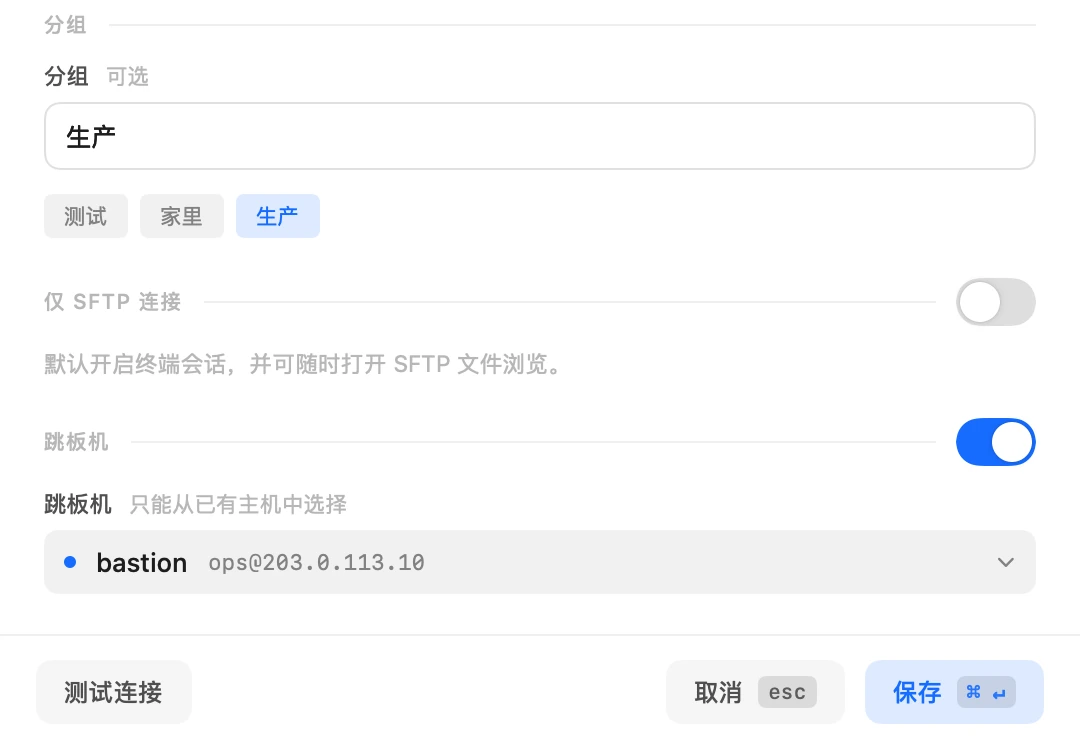 分组
分组 可选
生产
测试 家里 生产
仅 SFTP 连接
默认开启终端会话，并可随时打开 SFTP 文件浏览。
跳板机
跳板机 只能从已有主机中选择
bastion ops@203.0.113.10
测试连接 取消 esc 保存 ⌘ ↵